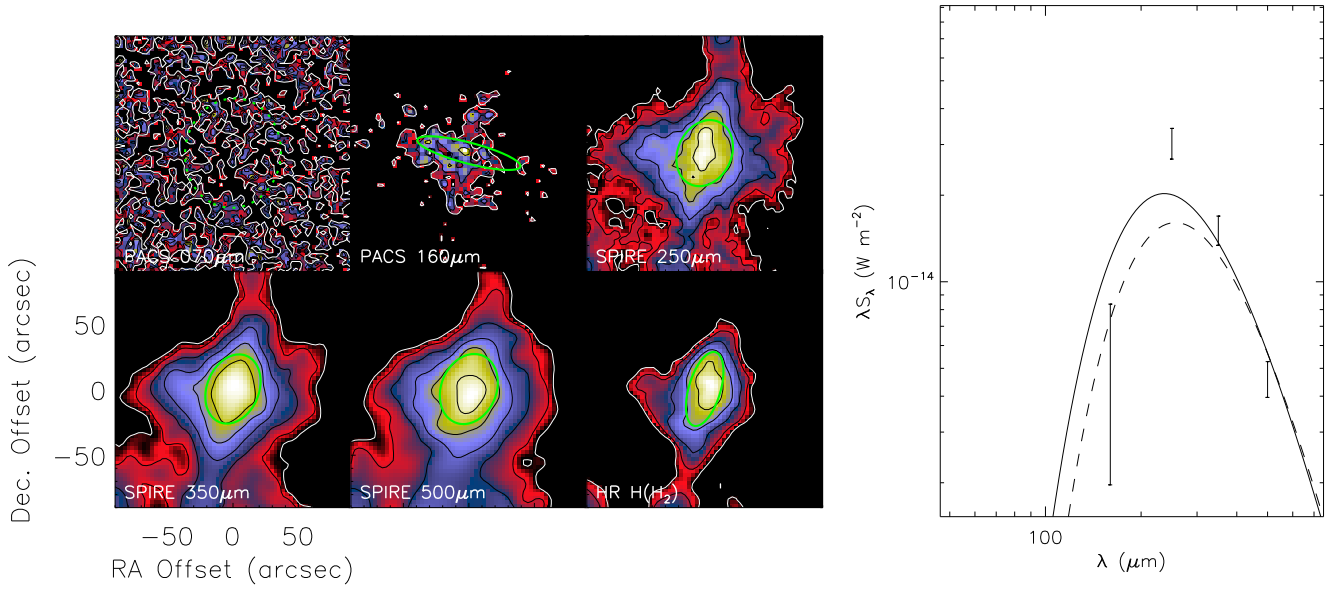 PACS 070μm
PACS 160μm
SPIRE 250μm
SPIRE 350μm
SPIRE 500μm
HR H(H₂)
Dec. Offset (arcsec)
50
0
−50
−50 0 50
RA Offset (arcsec)
λSλ (W m⁻²)
10⁻¹⁴
100
λ (μm)